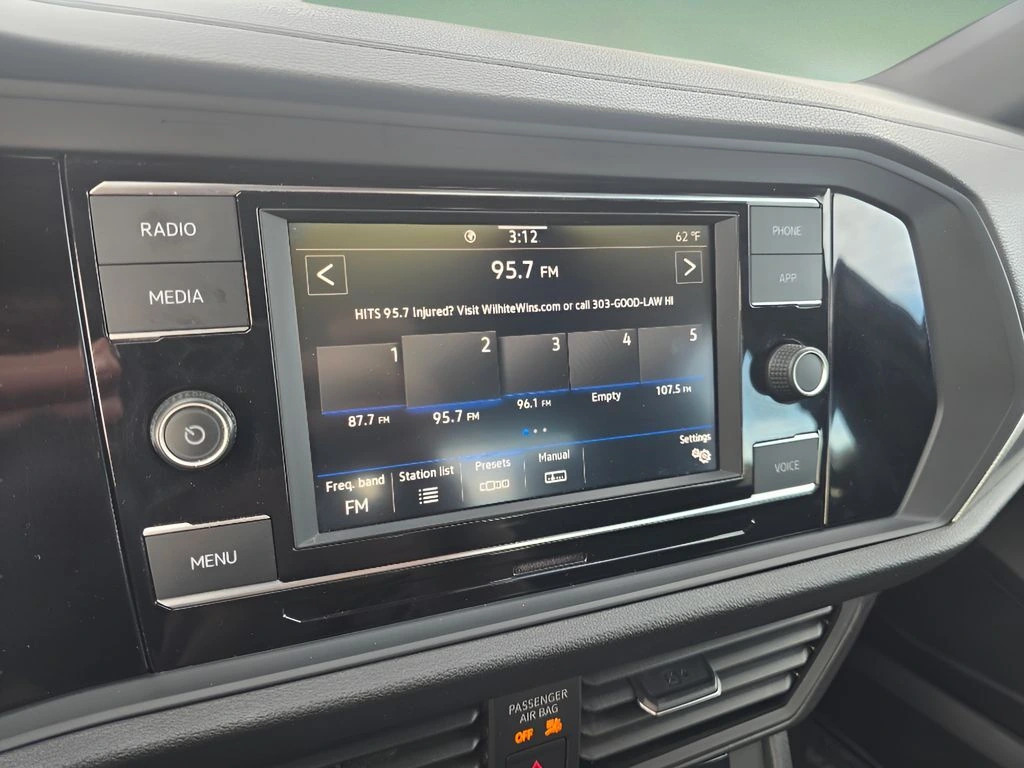 RADIO
MEDIA
MENU
3:12
62 °F
<
95.7 FM
>
HITS 95.7 Injured? Visit WilhiteWins.com or call 303-GOOD-LAW HI
1 2 3 4 5
87.7 FM 95.7 FM 96.1 FM Empty 107.5 FM
Freq. band Station list Presets Manual Settings
FM
PHONE
APP
VOICE
PASSENGER
AIR BAG
OFF